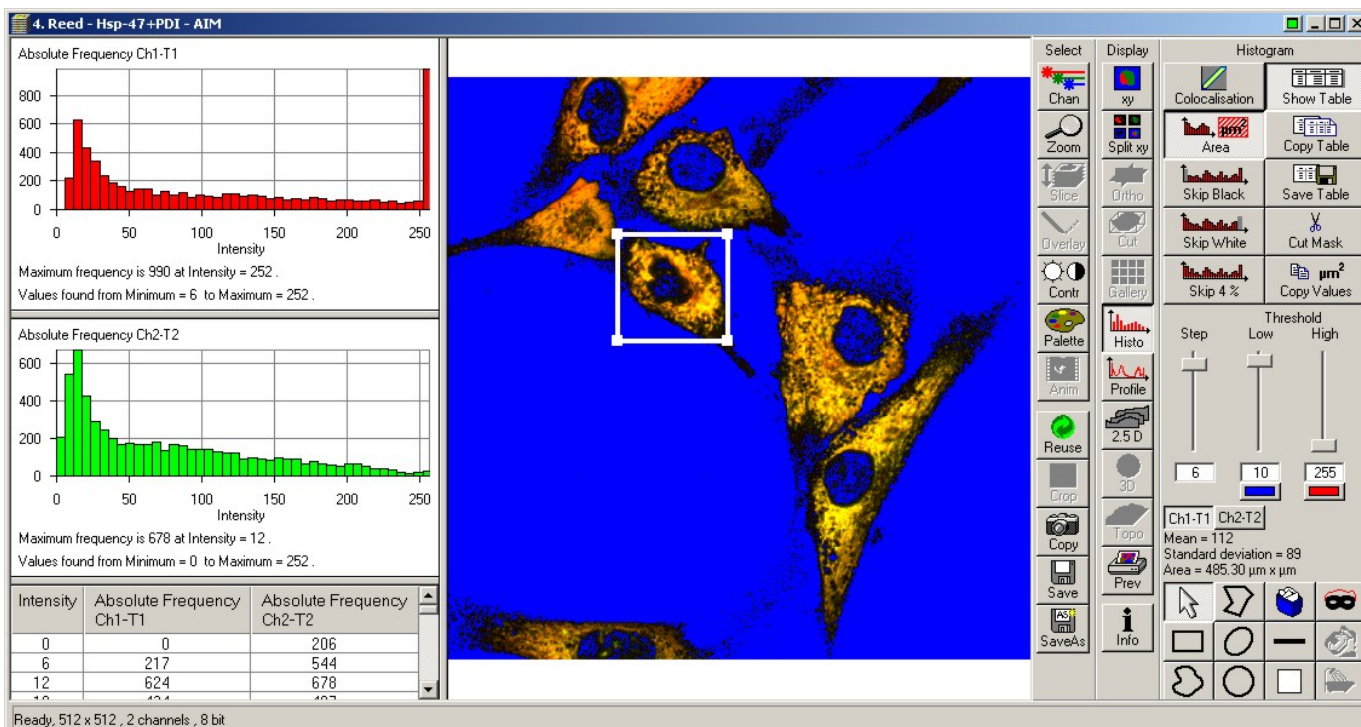 4. Reed - Hsp-47+PDI - AIM
Absolute Frequency Ch1-T1
800
600
400
200
0
0 50 100 150 200 250
Intensity
Maximum frequency is 990 at Intensity = 252 .
Values found from Minimum = 6 to Maximum = 252 .
Absolute Frequency Ch2-T2
600
400
200
0
0 50 100 150 200 250
Intensity
Maximum frequency is 678 at Intensity = 12 .
Values found from Minimum = 0 to Maximum = 252 .
Intensity Absolute Frequency Absolute Frequency
Ch1-T1 Ch2-T2
0 0 206
6 217 544
12 624 678
Select
Chan
Zoom
Slice
Overlay
Contr
Palette
Anim
Reuse
Crop
Copy
Save
AS
SaveAs
Display
xy
Split xy
Ortho
Cut
Gallery
Histo
Profile
2.5 D
3D
Topo
Prev
i
Info
Histogram
Colocalisation Show Table
µm²
Area Copy Table
Skip Black Save Table
Skip White Cut Mask
µm²
Skip 4 % Copy Values
Threshold
Step Low High
6 10 255
Ch1-T1 Ch2-T2
Mean = 112
Standard deviation = 89
Area = 485.30 µm x µm
Ready, 512 x 512 , 2 channels , 8 bit